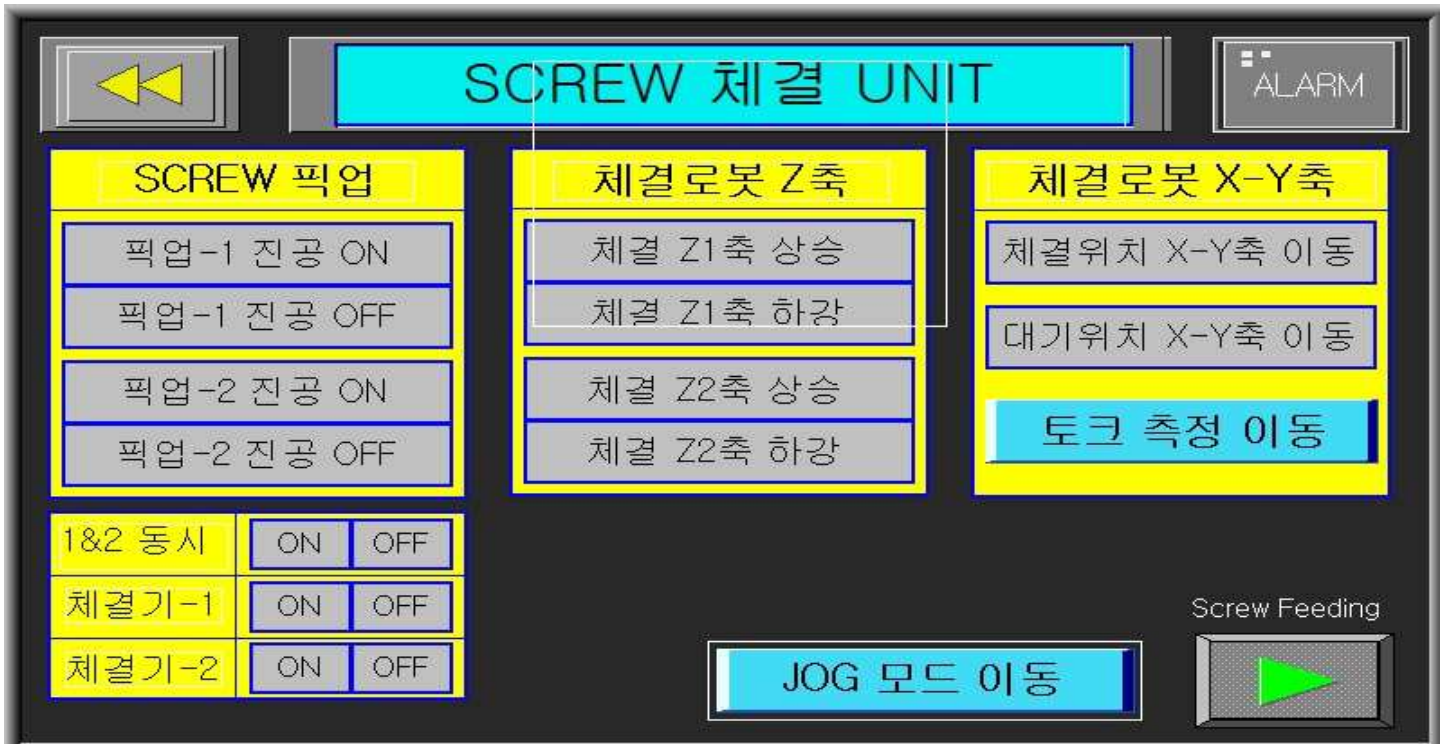 SCREW 체결 UNIT
ALARM
SCREW 픽업
픽업-1 진공 ON
픽업-1 진공 OFF
픽업-2 진공 ON
픽업-2 진공 OFF
체결로봇 Z축
체결 Z1축 상승
체결 Z1축 하강
체결 Z2축 상승
체결 Z2축 하강
체결로봇 X-Y축
체결위치 X-Y축 이동
대기위치 X-Y축 이동
토크 측정 이동
1&2 동시 ON OFF
체결기-1 ON OFF
체결기-2 ON OFF
JOG 모드 이동
Screw Feeding